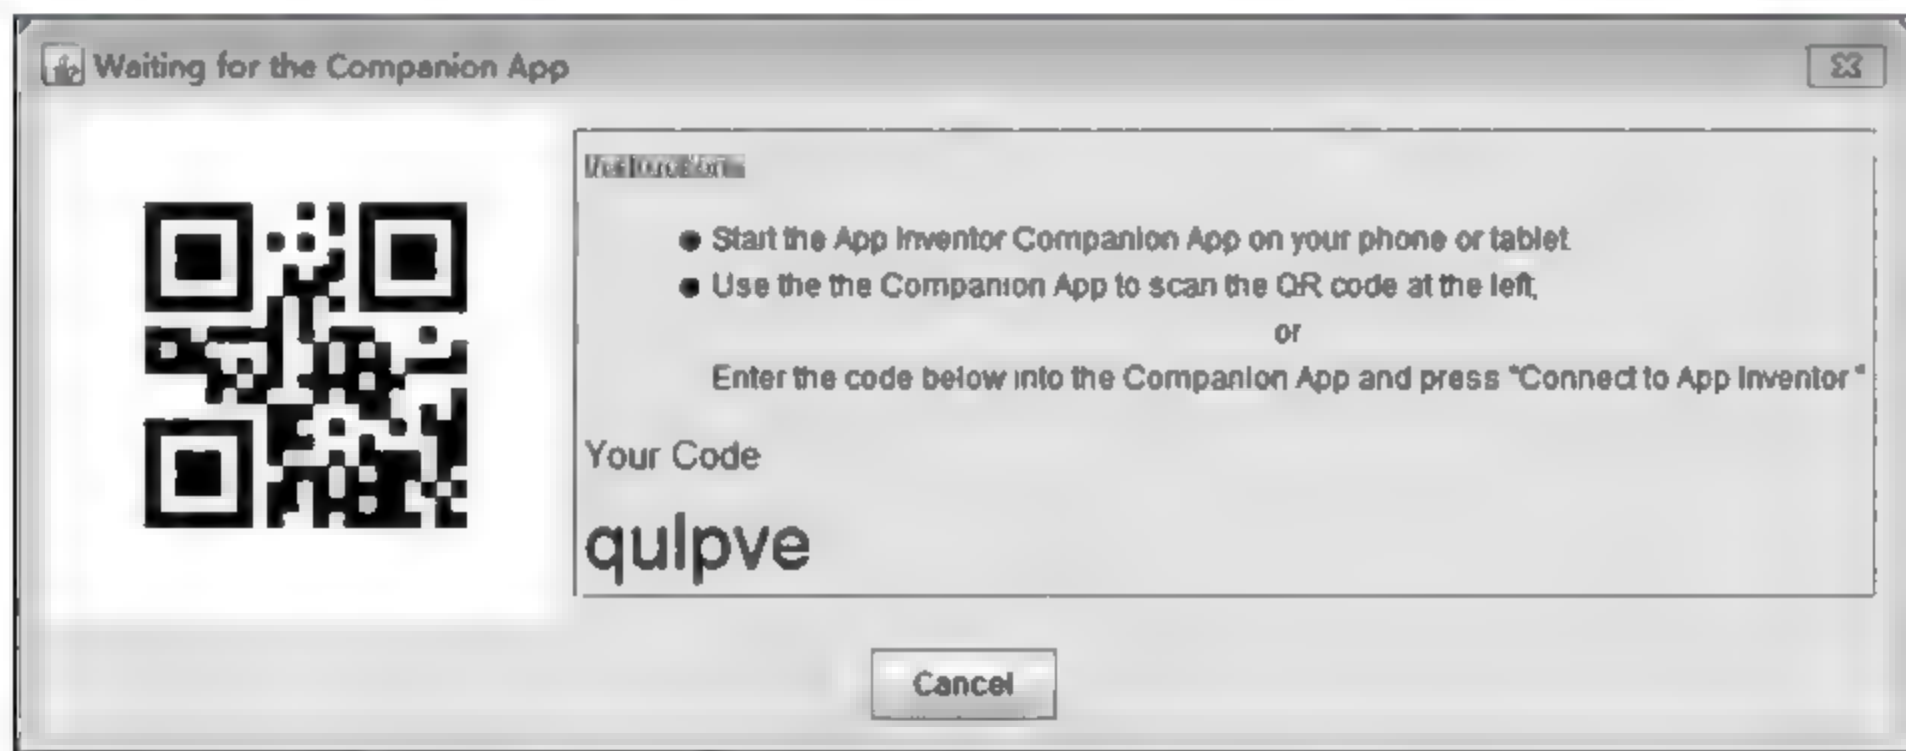 Waiting for the Companion App
Start the App Inventor Companion App on your phone or tablet
Use the the Companion App to scan the QR code at the left,
or
Enter the code below into the Companion App and press "Connect to App Inventor"
Your Code
qulpve
Cancel